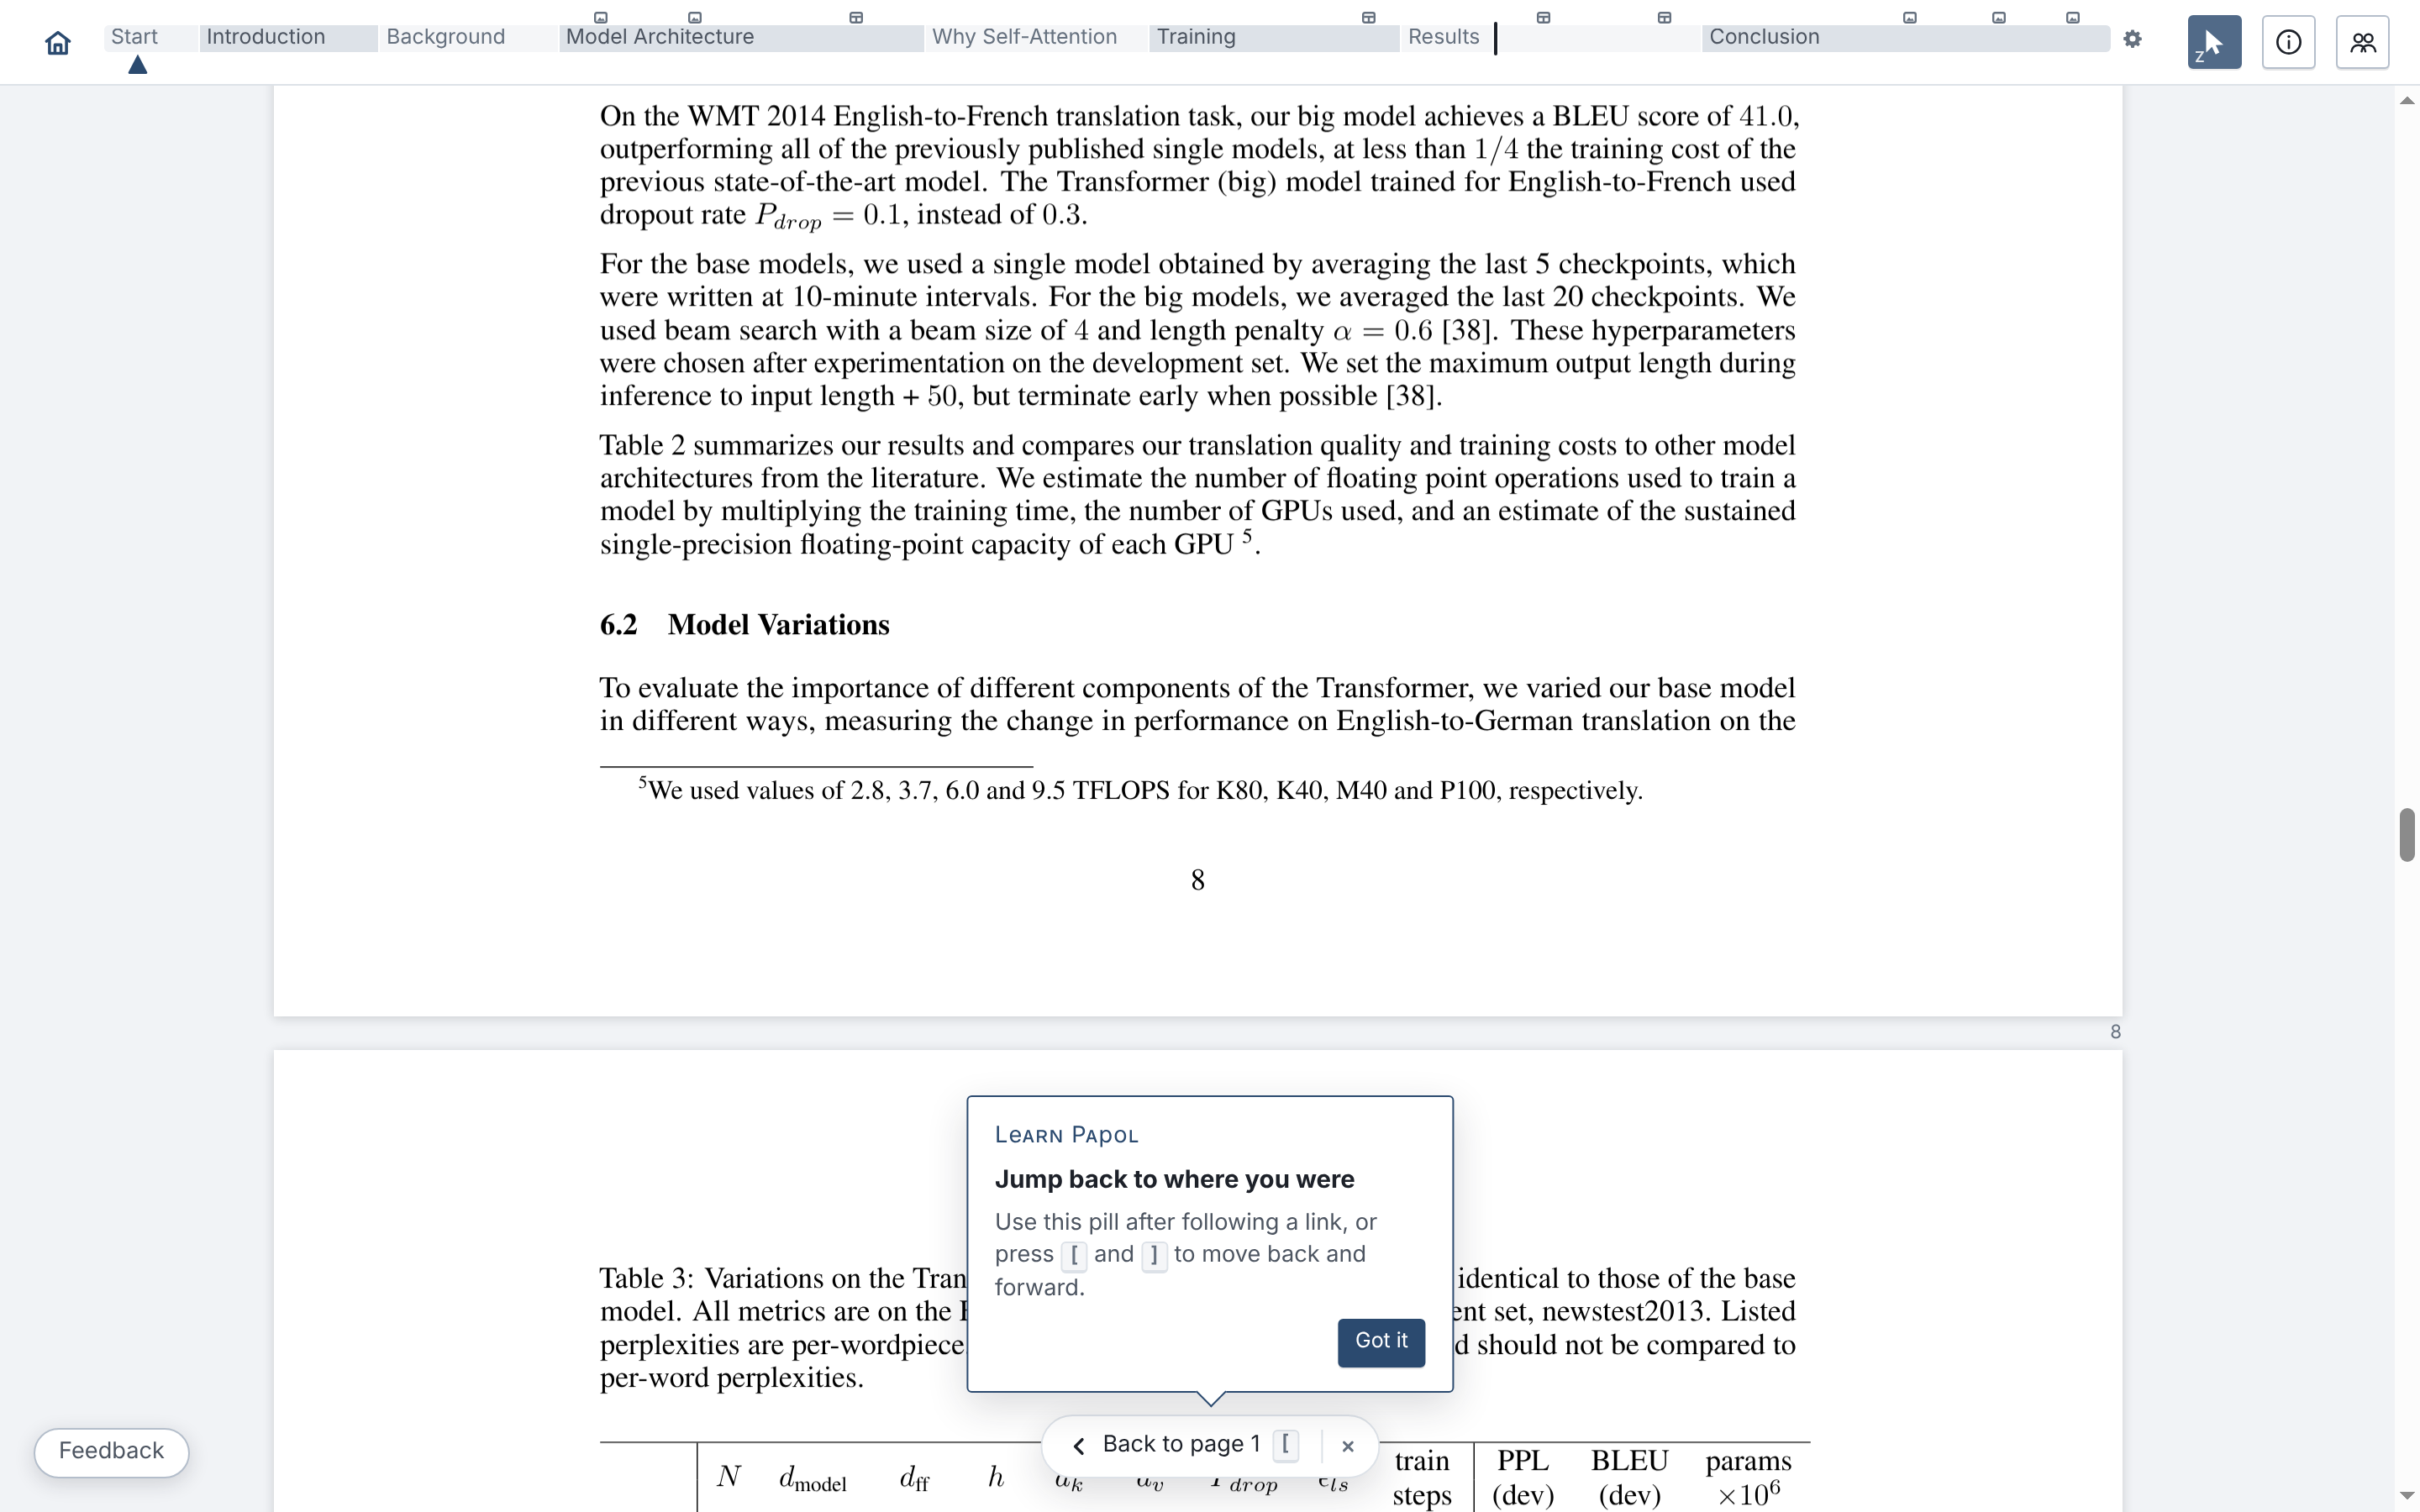 Start Introduction Background Model Architecture Why Self-Attention Training Results Conclusion
Z
On the WMT 2014 English-to-French translation task, our big model achieves a BLEU score of 41.0,
outperforming all of the previously published single models, at less than 1/4 the training cost of the
previous state-of-the-art model. The Transformer (big) model trained for English-to-French used
dropout rate P_drop = 0.1, instead of 0.3.
For the base models, we used a single model obtained by averaging the last 5 checkpoints, which
were written at 10-minute intervals. For the big models, we averaged the last 20 checkpoints. We
used beam search with a beam size of 4 and length penalty α = 0.6 [38]. These hyperparameters
were chosen after experimentation on the development set. We set the maximum output length during
inference to input length + 50, but terminate early when possible [38].
Table 2 summarizes our results and compares our translation quality and training costs to other model
architectures from the literature. We estimate the number of floating point operations used to train a
model by multiplying the training time, the number of GPUs used, and an estimate of the sustained
single-precision floating-point capacity of each GPU ⁵.
6.2 Model Variations
To evaluate the importance of different components of the Transformer, we varied our base model
in different ways, measuring the change in performance on English-to-German translation on the
⁵We used values of 2.8, 3.7, 6.0 and 9.5 TFLOPS for K80, K40, M40 and P100, respectively.
8
8
Learn Papol
Jump back to where you were
Use this pill after following a link, or
press [ and ] to move back and
forward.
Got it
Table 3: Variations on the Tran identical to those of the base
model. All metrics are on the ent set, newstest2013. Listed
perplexities are per-wordpiece d should not be compared to
per-word perplexities.
Back to page 1 [ ×
Feedback
N d_model d_ff h d_k d_v P_drop ϵ_ls train PPL BLEU params
steps (dev) (dev) ×10⁶